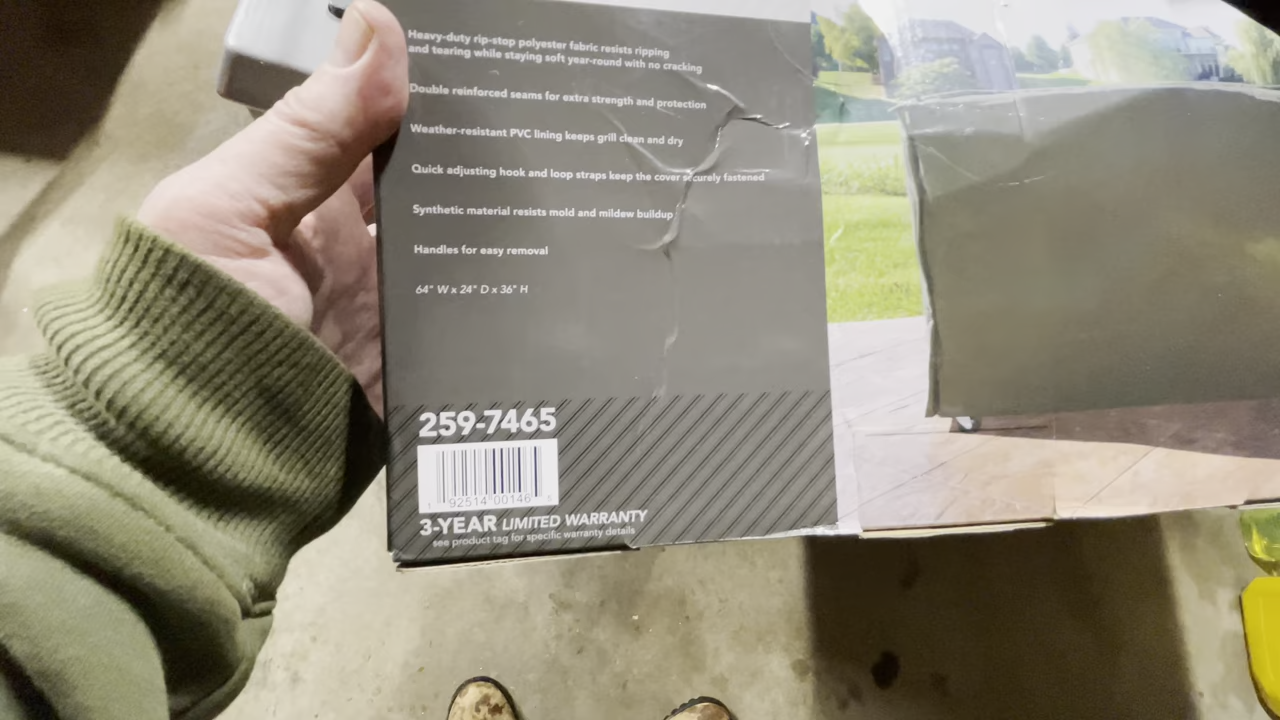 Heavy-duty rip-stop polyester fabric resists ripping
and tearing while staying soft year-round with no cracking
Double reinforced seams for extra strength and protection
Weather-resistant PVC lining keeps grill clean and dry
Quick adjusting hook and loop straps keep the cover securely fastened
Synthetic material resists mold and mildew buildup
Handles for easy removal
64" W x 24" D x 36" H
259-7465
1 92514 00146 5
3-YEAR LIMITED WARRANTY
see product tag for specific warranty details